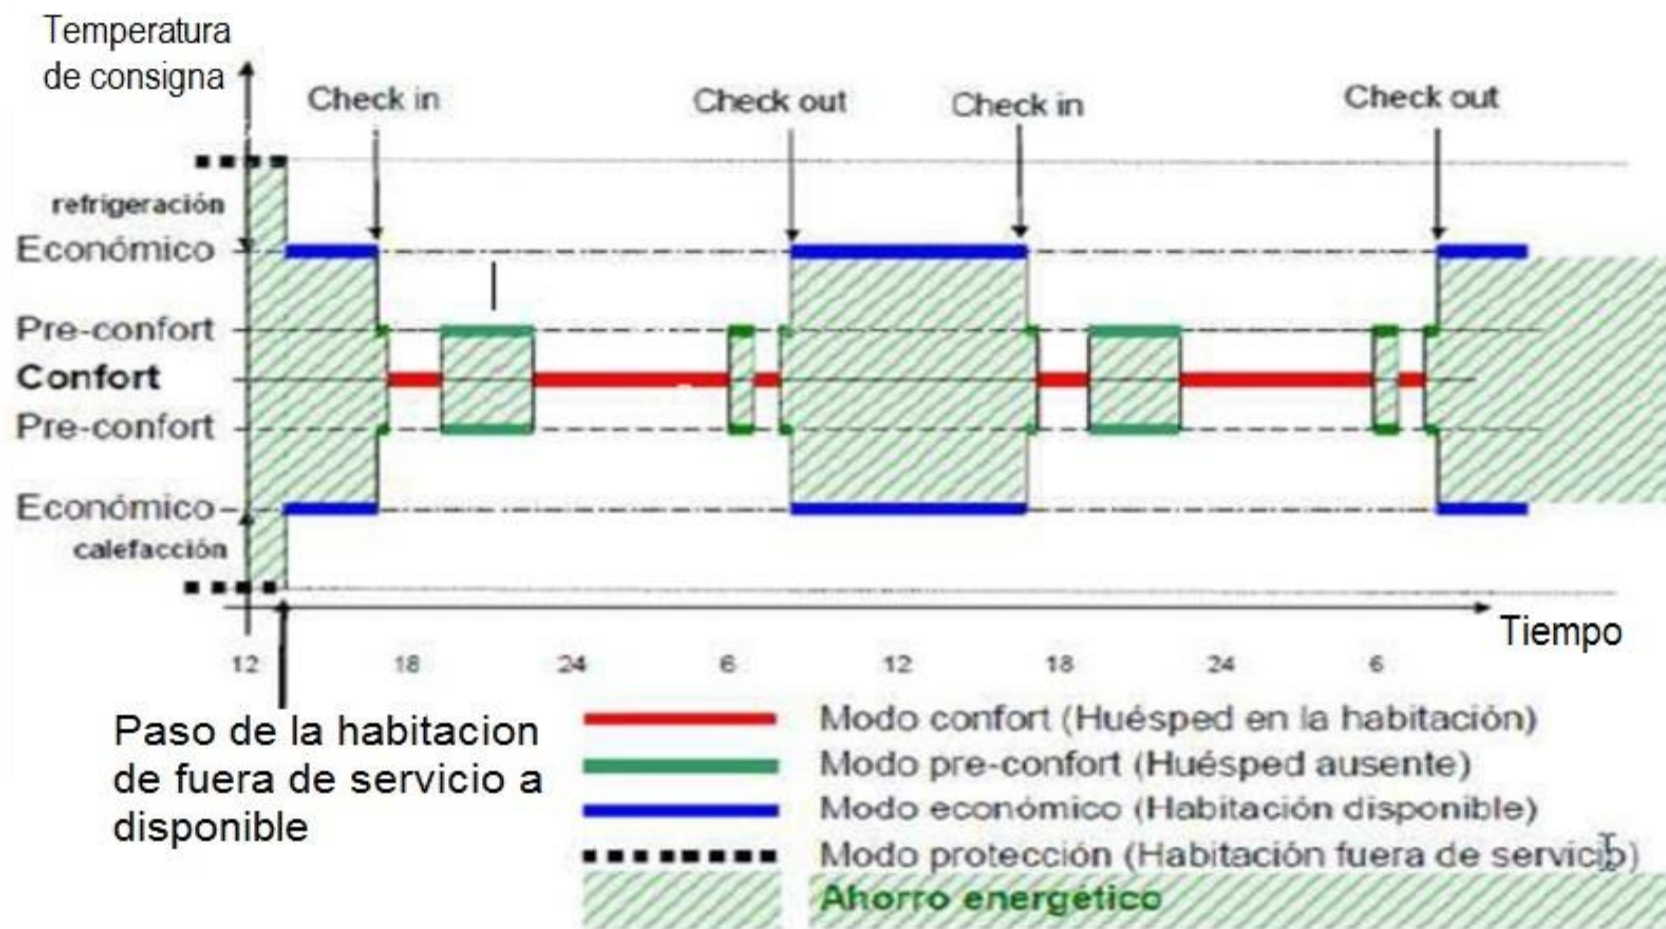 Temperatura
de consigna
Check in
Check out
Check in
Check out
refrigeración
Económico
Pre-confort
Confort
Pre-confort
Económico
calefacción
Tiempo
12 18 24 6 12 18 24 6
Paso de la habitacion
de fuera de servicio a
disponible
Modo confort (Huésped en la habitación)
Modo pre-confort (Huésped ausente)
Modo económico (Habitación disponible)
Modo protección (Habitación fuera de servicio)
Ahorro energético